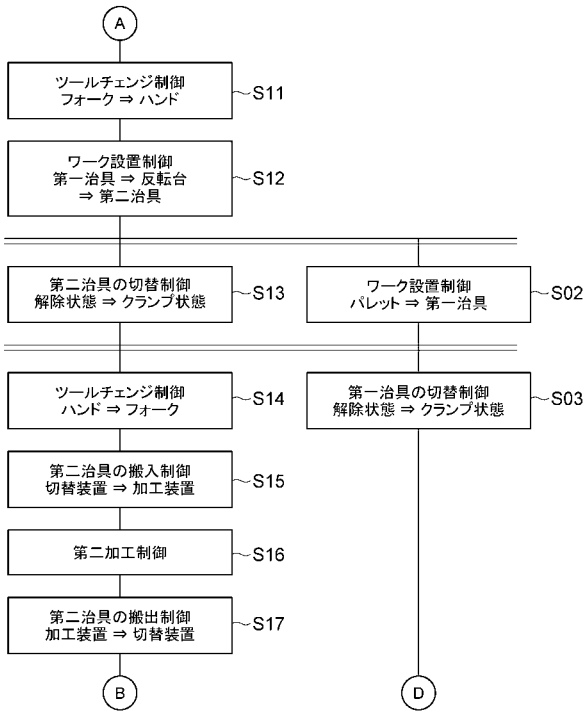 A
ツールチェンジ制御
フォーク ⇒ ハンド
S11
ワーク設置制御
第一治具 ⇒ 反転台
⇒ 第二治具
S12
第二治具の切替制御
解除状態 ⇒ クランプ状態
S13
ワーク設置制御
パレット ⇒ 第一治具
S02
ツールチェンジ制御
ハンド ⇒ フォーク
S14
第一治具の切替制御
解除状態 ⇒ クランプ状態
S03
第二治具の搬入制御
切替装置 ⇒ 加工装置
S15
第二加工制御
S16
第二治具の搬出制御
加工装置 ⇒ 切替装置
S17
B
D